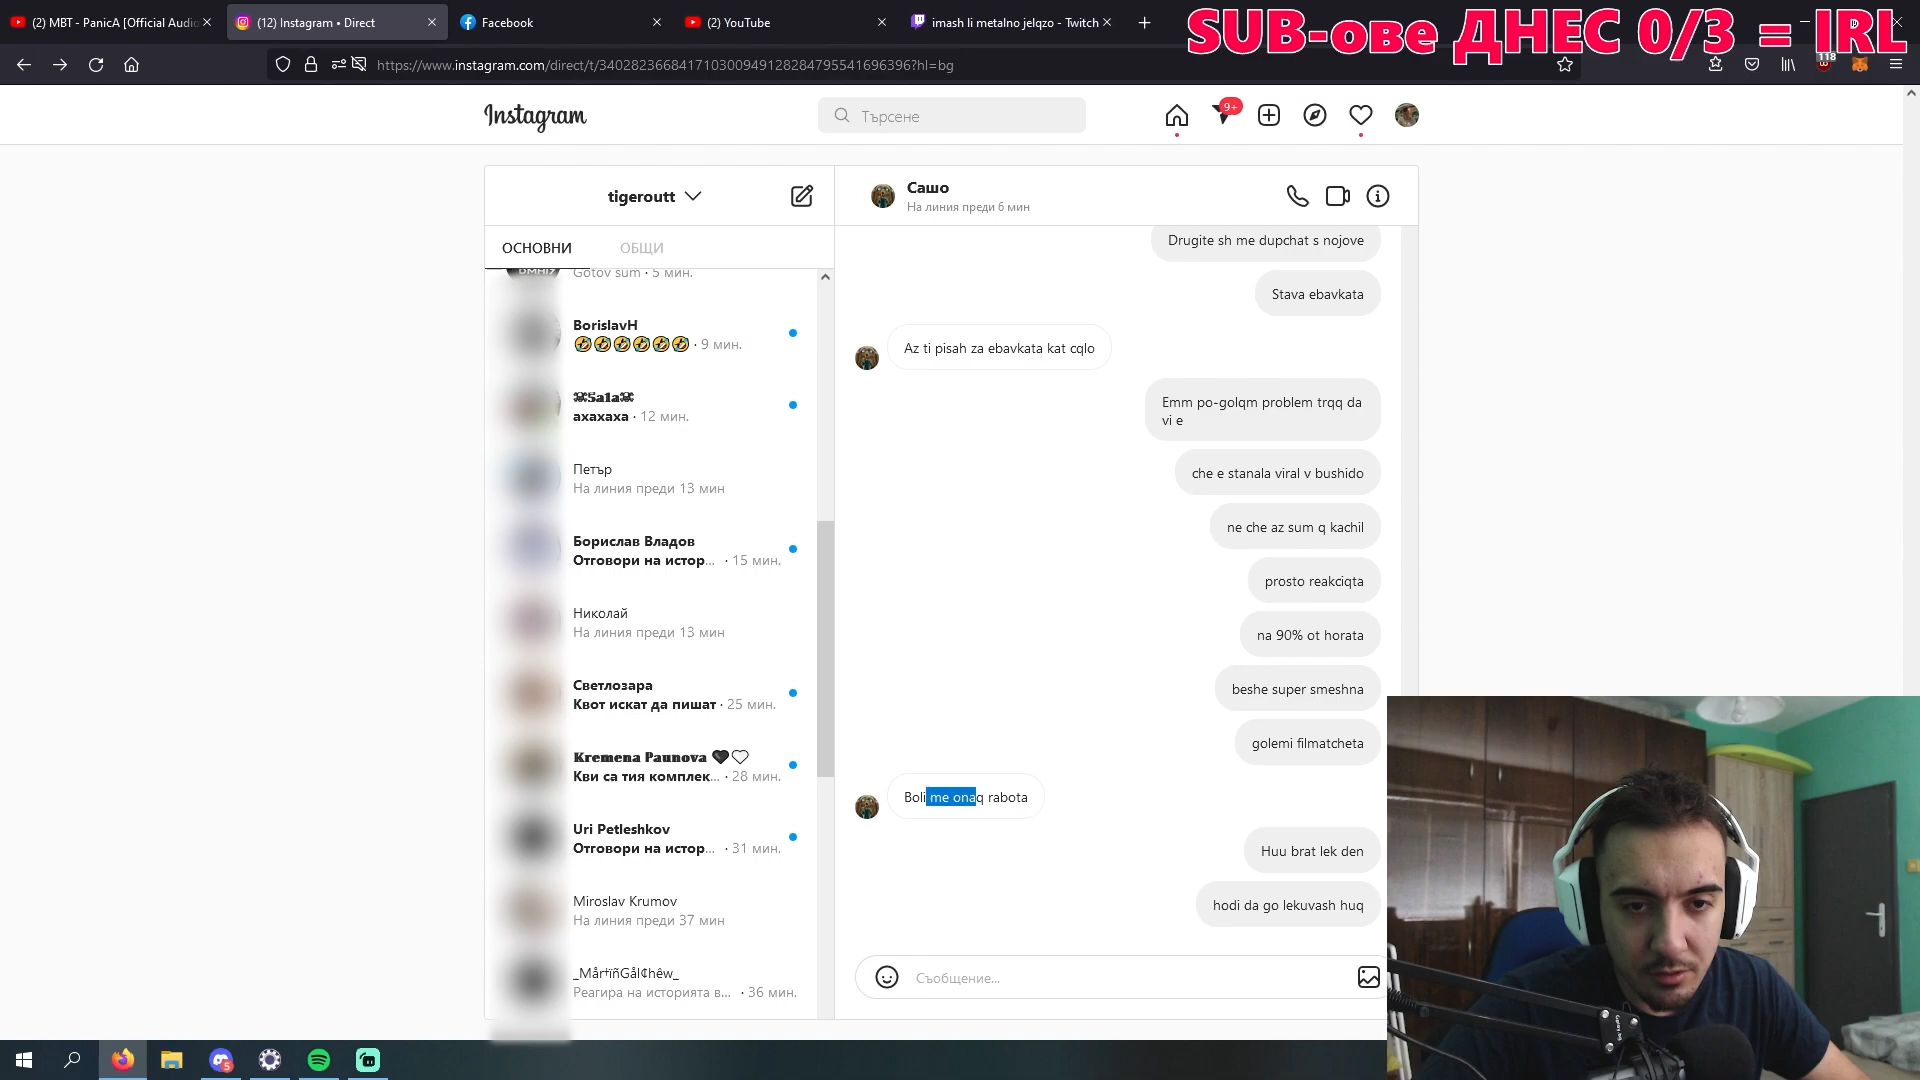 (2) MBT - PanicA [Official Audio
(12) Instagram • Direct
Facebook
(2) YouTube
imash li metalno jelqzo - Twitch
SUB-ове ДНЕС 0/3 = IRL
https://www.instagram.com/direct/t/340282366841710300949128284795541696396?hl=bg
118
Instagram
Търсене
9+
tigeroutt
Сашо
На линия преди 6 мин
ОСНОВНИ
ОБЩИ
Gotov sum · 5 мин.
BorislavH
🤣🤣🤣🤣🤣🤣 · 9 мин.
☠5a1a☠
ахахаха · 12 мин.
Петър
На линия преди 13 мин
Борислав Владов
Отговори на истор... · 15 мин.
Николай
На линия преди 13 мин
Светлозара
Квот искат да пишат · 25 мин.
Kremena Paunova 🖤🤍
Кви са тия комплек... · 28 мин.
Uri Petleshkov
Отговори на истор... · 31 мин.
Miroslav Krumov
На линия преди 37 мин
_Mår†ïñGål¢hêw_
Реагира на историята в... · 36 мин.
Drugite sh me dupchat s nojove
Stava ebavkata
Az ti pisah za ebavkata kat cqlo
Emm po-golqm problem trqq da
vi e
che e stanala viral v bushido
ne che az sum q kachil
prosto reakciqta
na 90% ot horata
beshe super smeshna
golemi filmatcheta
Boli me onaq rabota
Huu brat lek den
hodi da go lekuvash huq
Съобщение...
5